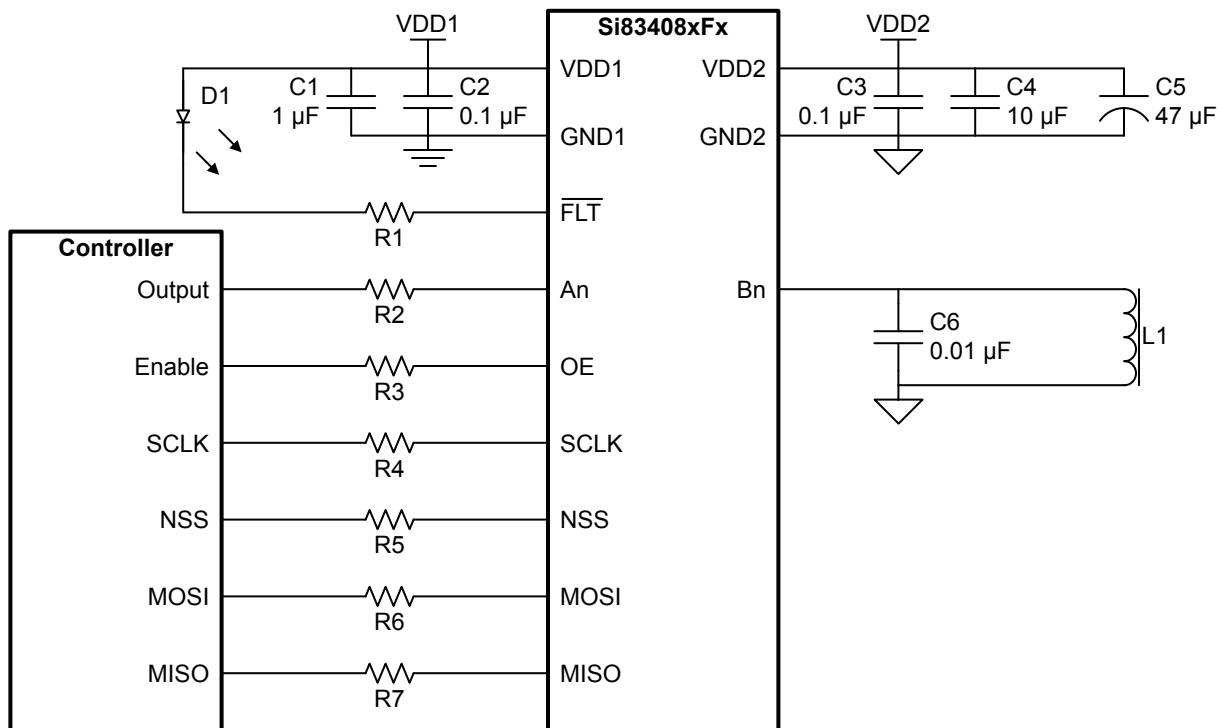 VDD1
Si83408xFx
VDD2
VDD1
VDD2
D1
C1
1 µF
C2
0.1 µF
C3
0.1 µF
C4
10 µF
C5
47 µF
GND1
GND2
FLT
R1
Controller
Output
R2
An
Bn
C6
0.01 µF
L1
Enable
R3
OE
SCLK
R4
SCLK
NSS
R5
NSS
MOSI
R6
MOSI
MISO
R7
MISO